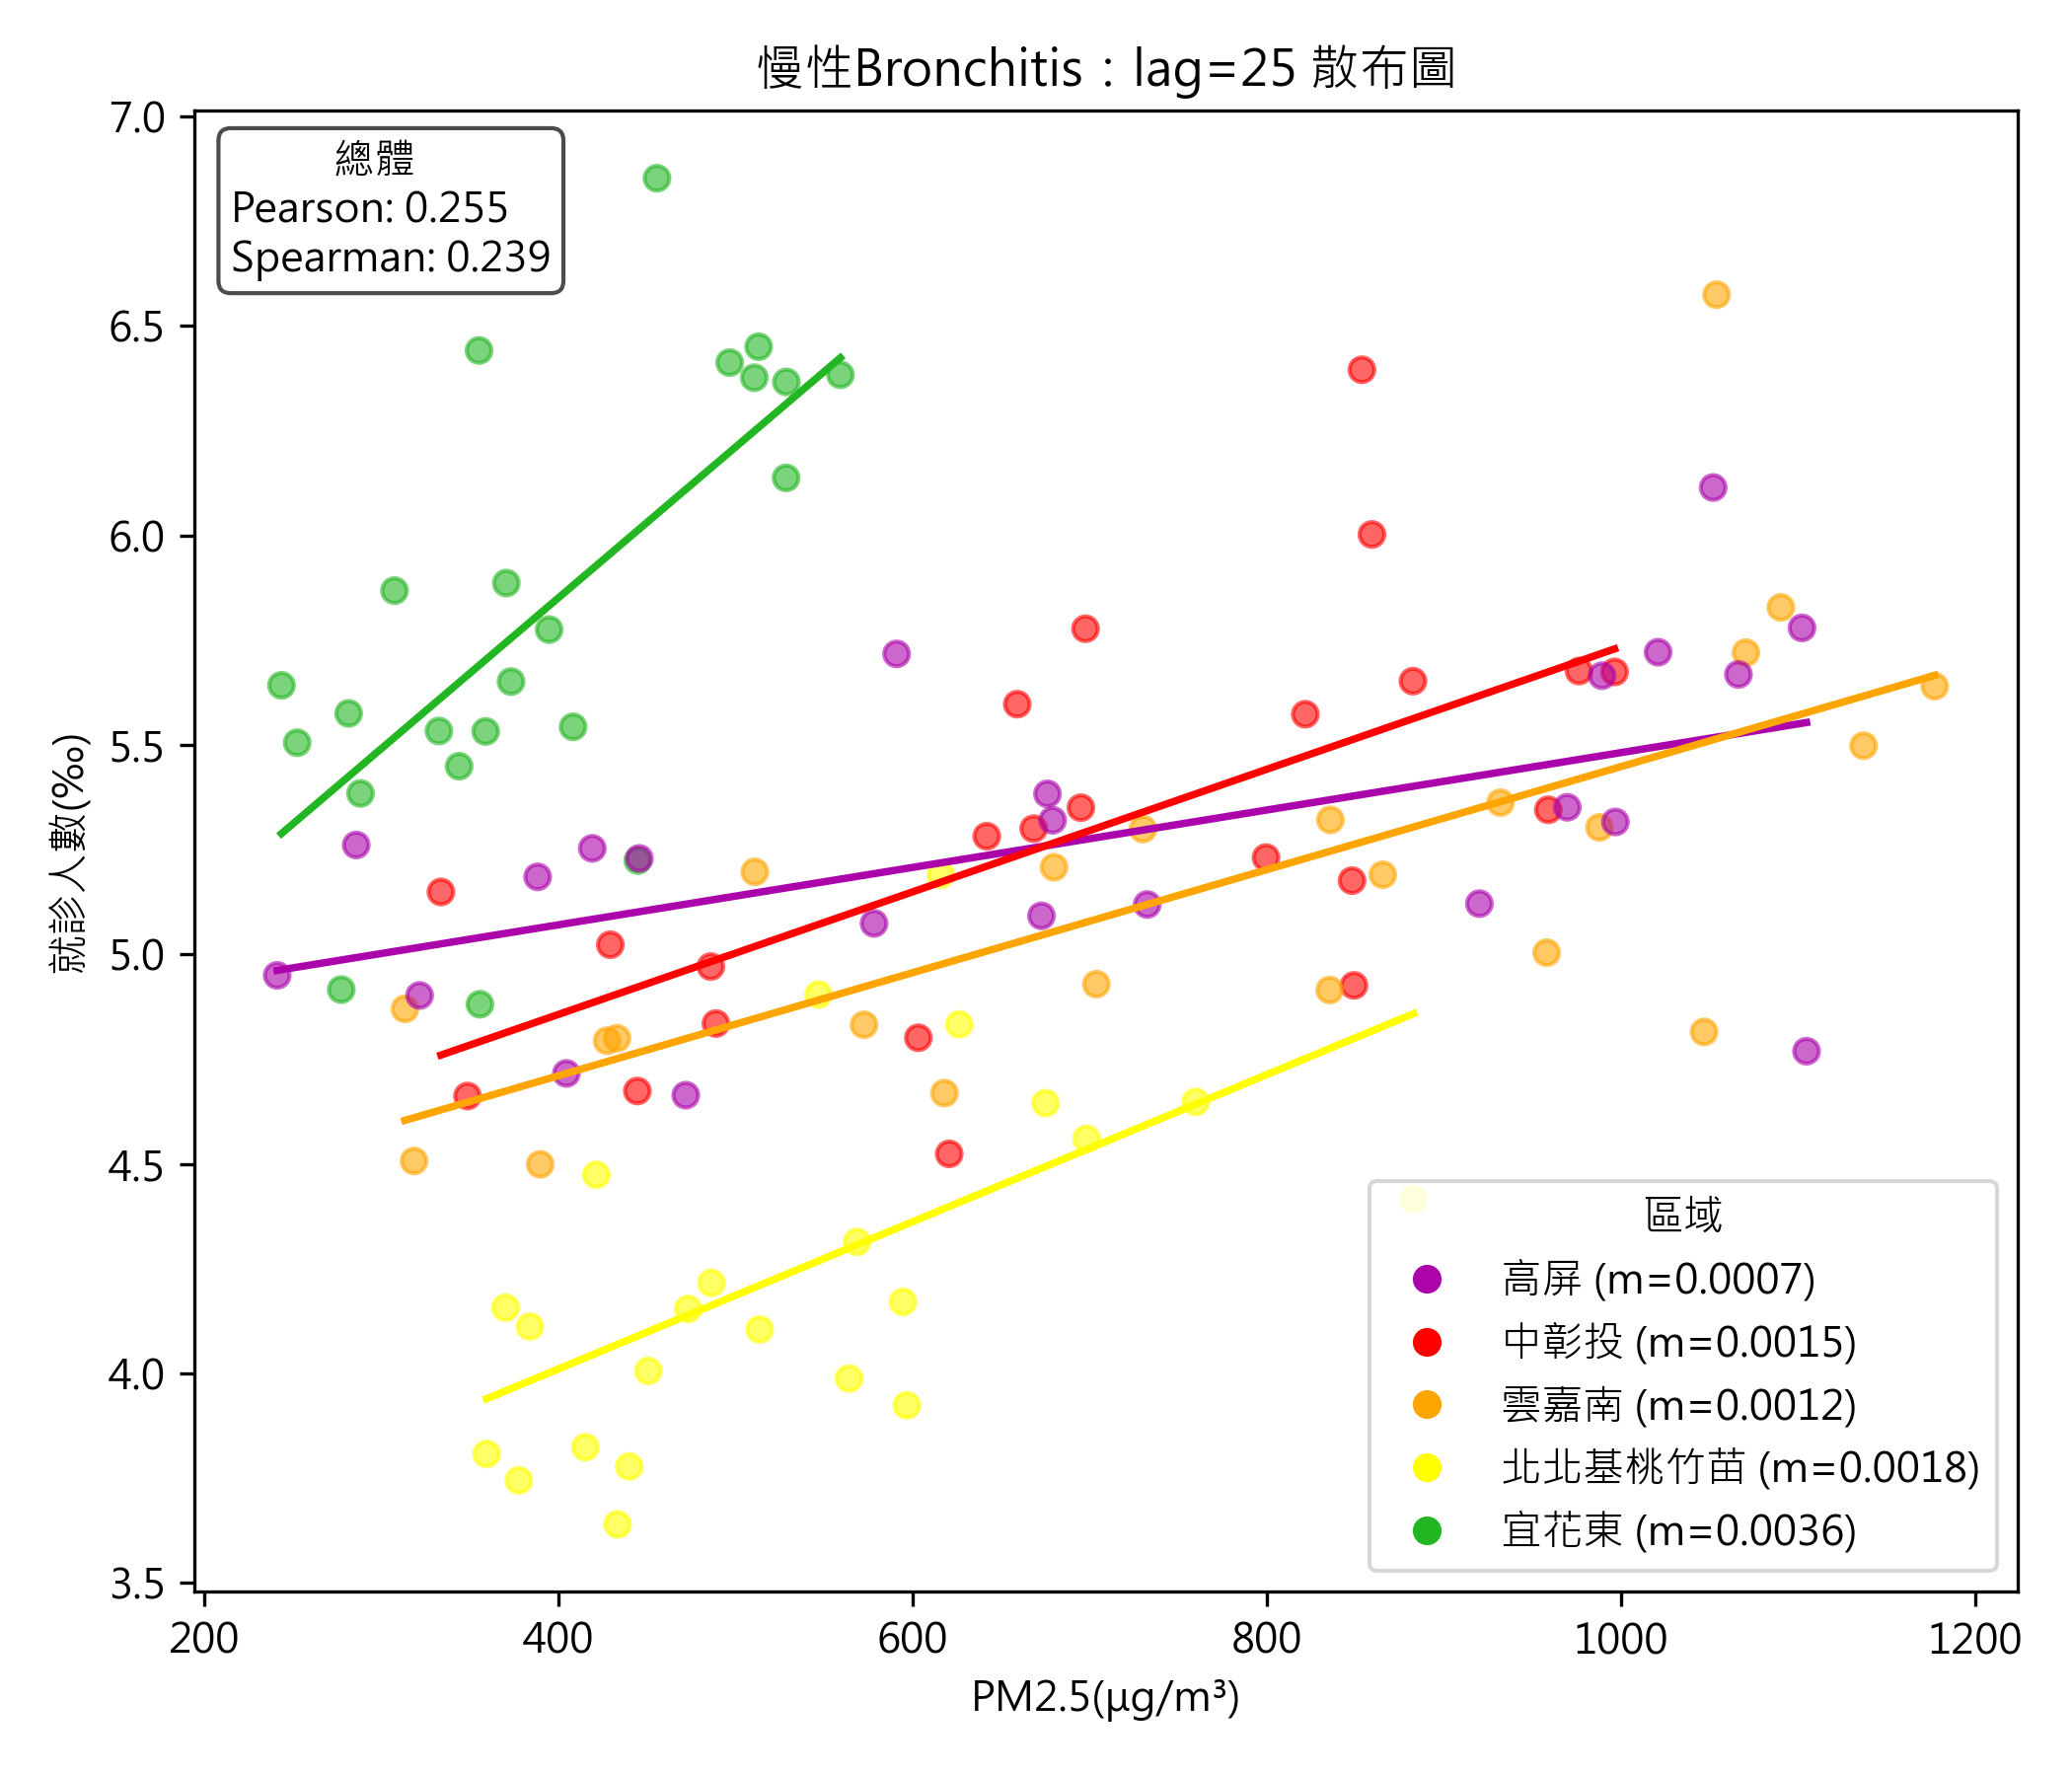 慢性Bronchitis：lag=25 散布圖
總體
Pearson: 0.255
Spearman: 0.239
7.0
6.5
6.0
5.5
5.0
4.5
4.0
3.5
就診人數(‰)
區域
高屏 (m=0.0007)
中彰投 (m=0.0015)
雲嘉南 (m=0.0012)
北北基桃竹苗 (m=0.0018)
宜花東 (m=0.0036)
200 400 600 800 1000 1200
PM2.5(μg/m³)